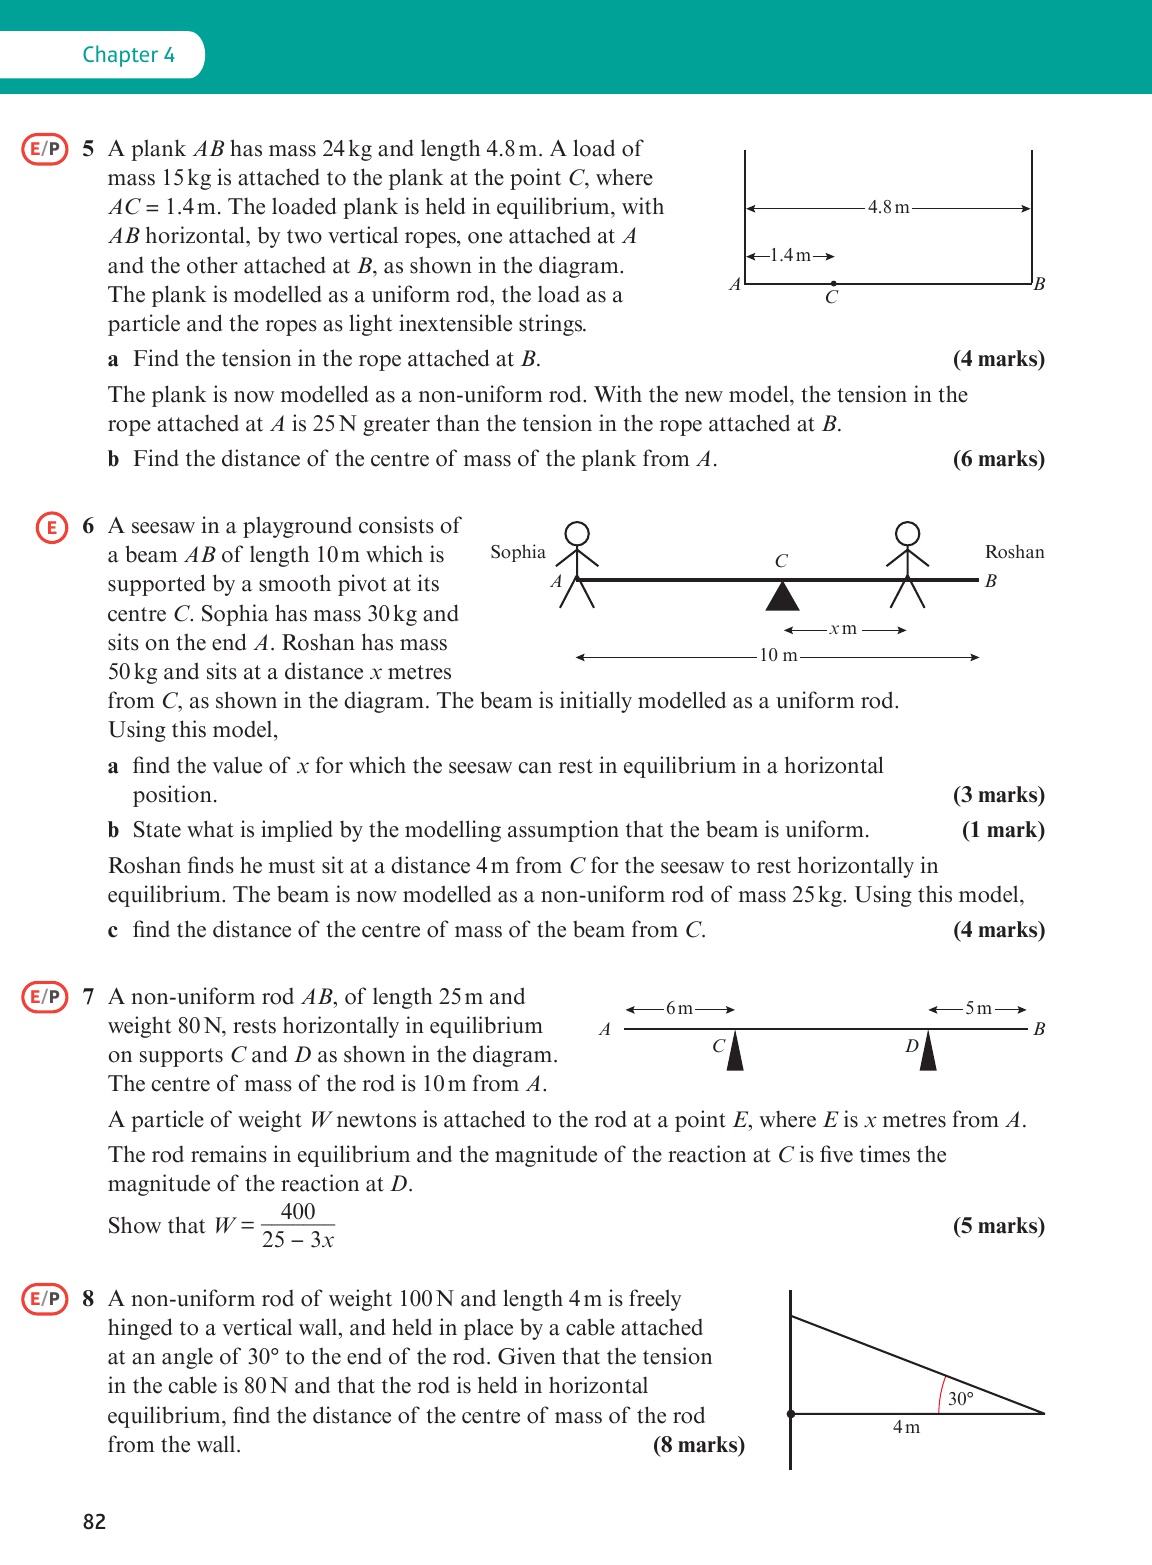 Chapter 4
E/P 5 A plank AB has mass 24 kg and length 4.8 m. A load of
mass 15 kg is attached to the plank at the point C, where
AC = 1.4 m. The loaded plank is held in equilibrium, with
AB horizontal, by two vertical ropes, one attached at A
and the other attached at B, as shown in the diagram.
The plank is modelled as a uniform rod, the load as a
particle and the ropes as light inextensible strings.
4.8 m
1.4 m
A
C
B
a Find the tension in the rope attached at B. (4 marks)
The plank is now modelled as a non-uniform rod. With the new model, the tension in the
rope attached at A is 25 N greater than the tension in the rope attached at B.
b Find the distance of the centre of mass of the plank from A. (6 marks)
E 6 A seesaw in a playground consists of
a beam AB of length 10 m which is
supported by a smooth pivot at its
centre C. Sophia has mass 30 kg and
sits on the end A. Roshan has mass
50 kg and sits at a distance x metres
from C, as shown in the diagram. The beam is initially modelled as a uniform rod.
Using this model,
Sophia
Roshan
A
C
B
x m
10 m
a find the value of x for which the seesaw can rest in equilibrium in a horizontal
position. (3 marks)
b State what is implied by the modelling assumption that the beam is uniform. (1 mark)
Roshan finds he must sit at a distance 4 m from C for the seesaw to rest horizontally in
equilibrium. The beam is now modelled as a non-uniform rod of mass 25 kg. Using this model,
c find the distance of the centre of mass of the beam from C. (4 marks)
E/P 7 A non-uniform rod AB, of length 25 m and
weight 80 N, rests horizontally in equilibrium
on supports C and D as shown in the diagram.
The centre of mass of the rod is 10 m from A.
6 m
5 m
A
B
C
D
A particle of weight W newtons is attached to the rod at a point E, where E is x metres from A.
The rod remains in equilibrium and the magnitude of the reaction at C is five times the
magnitude of the reaction at D.
Show that W = 400 / (25 − 3x) (5 marks)
E/P 8 A non-uniform rod of weight 100 N and length 4 m is freely
hinged to a vertical wall, and held in place by a cable attached
at an angle of 30° to the end of the rod. Given that the tension
in the cable is 80 N and that the rod is held in horizontal
equilibrium, find the distance of the centre of mass of the rod
from the wall. (8 marks)
30°
4 m
82